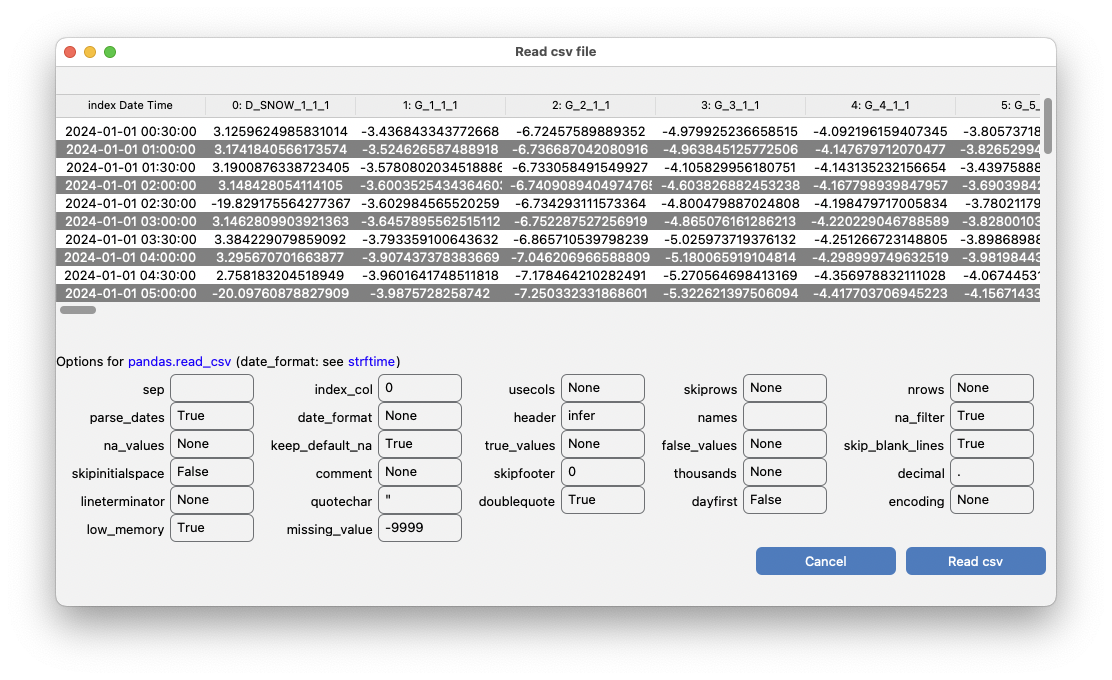 Read csv file
index Date Time 0: D_SNOW_1_1_1 1: G_1_1_1 2: G_2_1_1 3: G_3_1_1 4: G_4_1_1 5: G_5_
2024-01-01 00:30:00 3.1259624985831014 -3.436843343772668 -6.72457589889352 -4.979925236658515 -4.092196159407345 -3.80573718
2024-01-01 01:00:00 3.1741840566173574 -3.524626587488918 -6.736687042080916 -4.963845125772506 -4.147679712070477 -3.82652994
2024-01-01 01:30:00 3.1900876338723405 -3.5780802034518886 -6.733058491549927 -4.105829956180751 -4.143135232156654 -3.43975888
2024-01-01 02:00:00 3.148428054114105 -3.600352543436460 -6.740908940497476 -4.603826882453238 -4.167798939847957 -3.69039842
2024-01-01 02:30:00 -19.829175564277367 -3.602984565520259 -6.734293111573364 -4.800479887024808 -4.198479717005834 -3.78021179
2024-01-01 03:00:00 3.1462809903921363 -3.6457895562515112 -6.752287527256919 -4.865076161286213 -4.220229046788589 -3.82800103
2024-01-01 03:30:00 3.384229079859092 -3.793359100643632 -6.865710539798239 -5.025973719376132 -4.251266723148805 -3.89868988
2024-01-01 04:00:00 3.295670701663877 -3.907437378383669 -7.046206966588809 -5.180065919104814 -4.298999749632519 -3.98198443
2024-01-01 04:30:00 2.758183204518949 -3.9601641748511818 -7.178464210282491 -5.270564698413169 -4.356978832111028 -4.06744531
2024-01-01 05:00:00 -20.09760878827909 -3.9875728258742 -7.250332331868601 -5.322621397506094 -4.417703706945223 -4.15671433
Options for pandas.read_csv (date_format: see strftime)
sep index_col 0 usecols None skiprows None nrows None
parse_dates True date_format None header infer names na_filter True
na_values None keep_default_na True true_values None false_values None skip_blank_lines True
skipinitialspace False comment None skipfooter 0 thousands None decimal .
lineterminator None quotechar " doublequote True dayfirst False encoding None
low_memory True missing_value -9999
Cancel Read csv